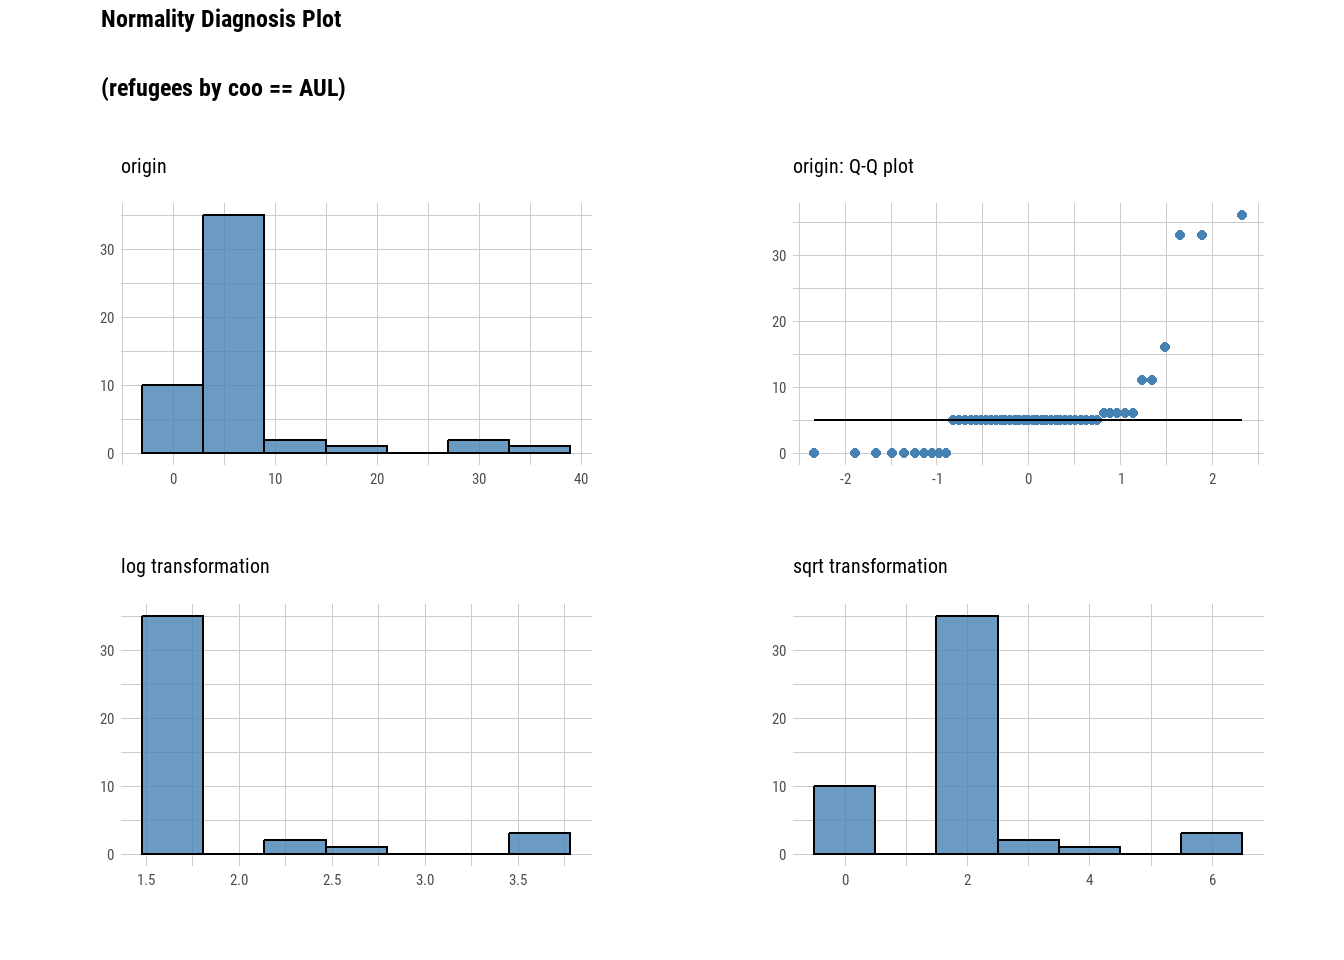 Normality Diagnosis Plot
(refugees by coo == AUL)
origin
30
20
10
0
0 10 20 30 40
origin: Q-Q plot
30
20
10
0
-2 -1 0 1 2
log transformation
30
20
10
0
1.5 2.0 2.5 3.0 3.5
sqrt transformation
30
20
10
0
0 2 4 6